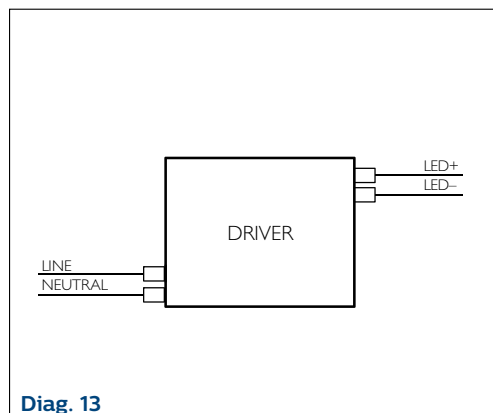 LED+
LED–
DRIVER
LINE
NEUTRAL
Diag. 13